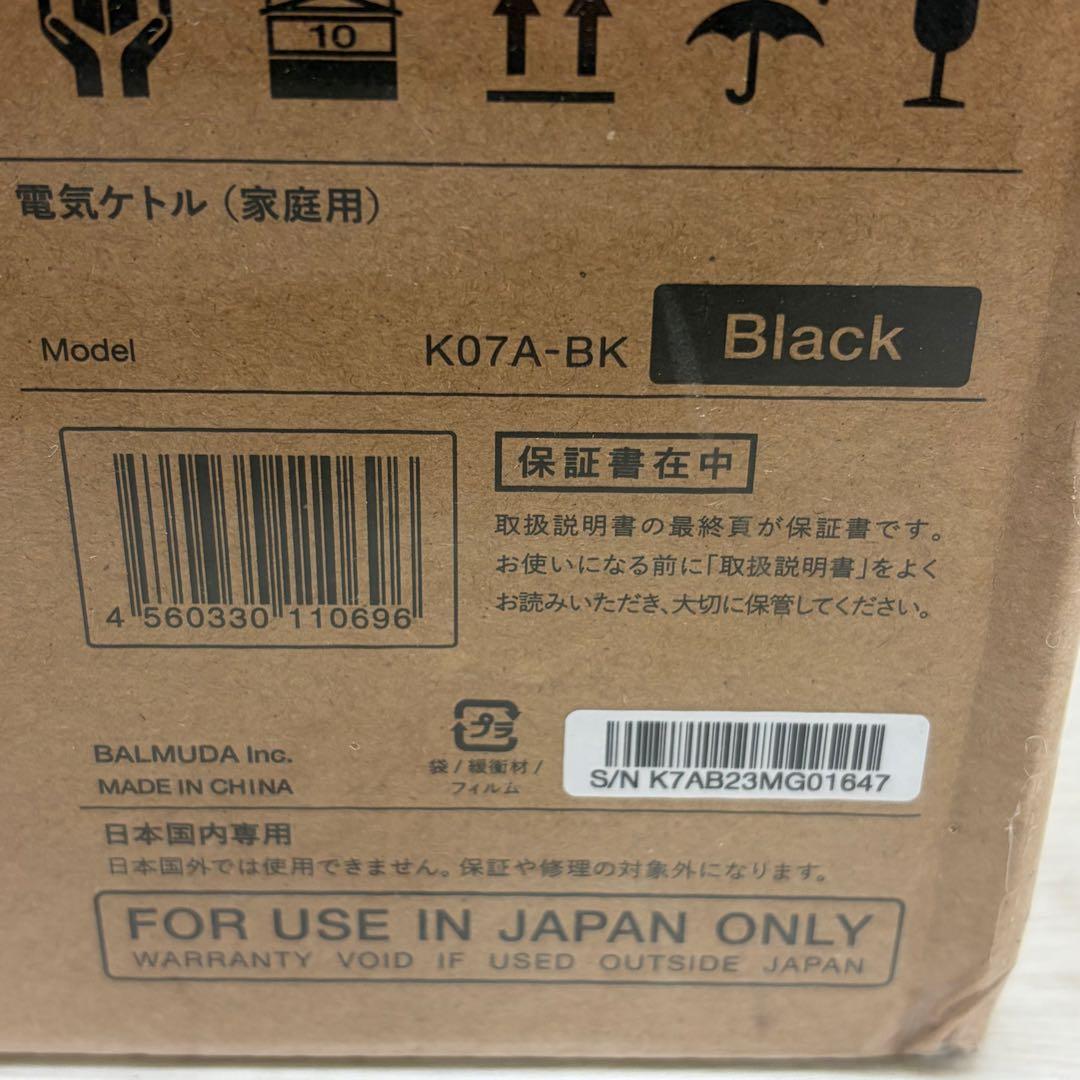 10
電気ケトル（家庭用）
Model K07A-BK Black
4 560330 110696
保証書在中
取扱説明書の最終頁が保証書です。
お使いになる前に「取扱説明書」をよく
お読みいただき、大切に保管してください。
BALMUDA Inc.
MADE IN CHINA
プラ
袋 / 緩衝材 /
フィルム
S/N K7AB23MG01647
日本国内専用
日本国外では使用できません。保証や修理の対象外になります。
FOR USE IN JAPAN ONLY
WARRANTY VOID IF USED OUTSIDE JAPAN